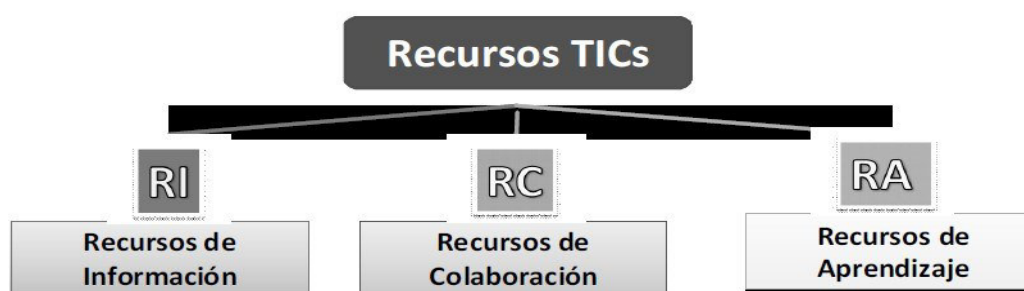 Recursos TICs
RI
RC
RA
Recursos de
Información
Recursos de
Colaboración
Recursos de
Aprendizaje